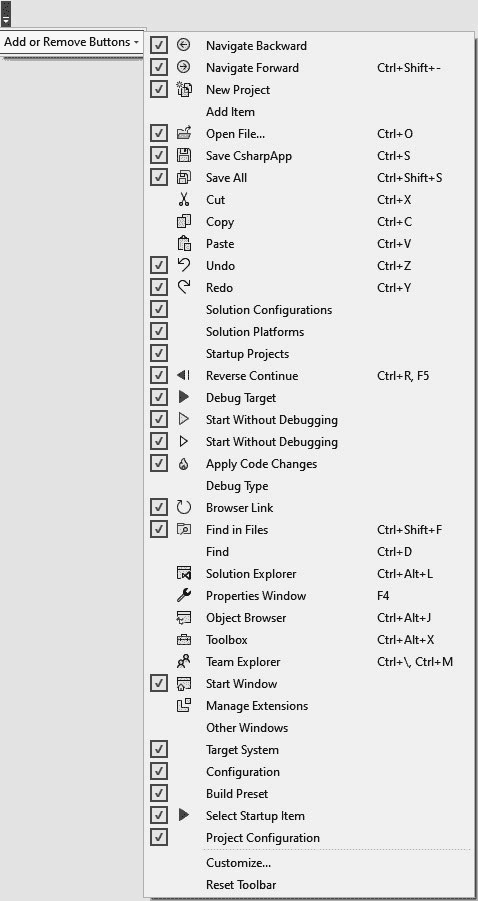 Add or Remove Buttons
Navigate Backward
Navigate Forward Ctrl+Shift+-
New Project
Add Item
Open File... Ctrl+O
Save CsharpApp Ctrl+S
Save All Ctrl+Shift+S
Cut Ctrl+X
Copy Ctrl+C
Paste Ctrl+V
Undo Ctrl+Z
Redo Ctrl+Y
Solution Configurations
Solution Platforms
Startup Projects
Reverse Continue Ctrl+R, F5
Debug Target
Start Without Debugging
Start Without Debugging
Apply Code Changes
Debug Type
Browser Link
Find in Files Ctrl+Shift+F
Find Ctrl+D
Solution Explorer Ctrl+Alt+L
Properties Window F4
Object Browser Ctrl+Alt+J
Toolbox Ctrl+Alt+X
Team Explorer Ctrl+\, Ctrl+M
Start Window
Manage Extensions
Other Windows
Target System
Configuration
Build Preset
Select Startup Item
Project Configuration
Customize...
Reset Toolbar